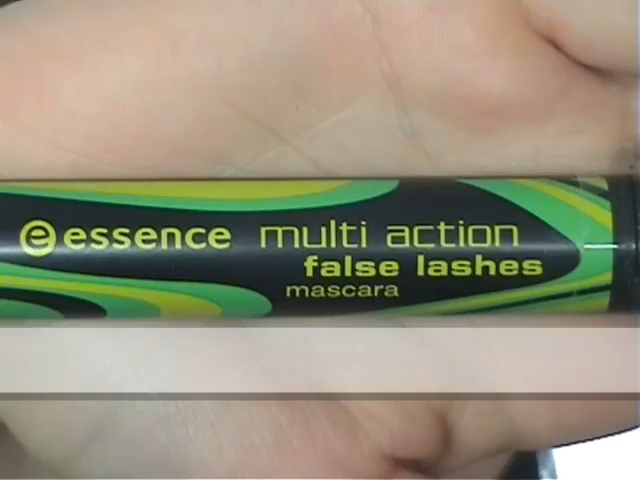 e essence multi action
false lashes
mascara